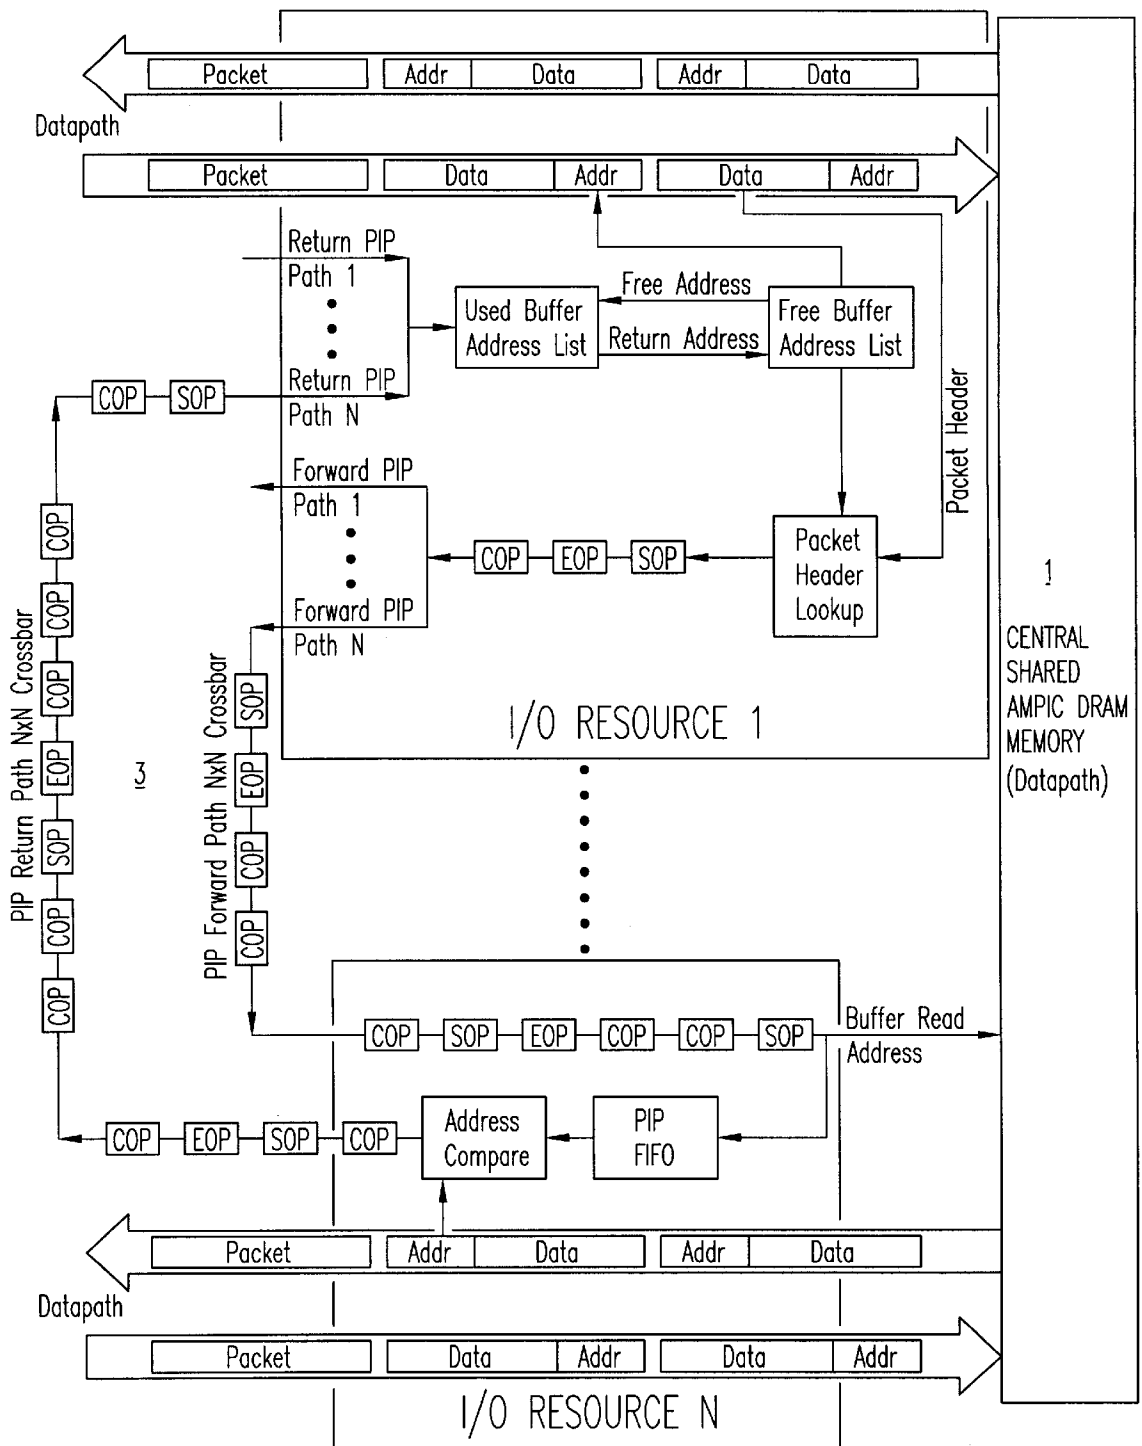 Packet
Addr
Data
Addr
Data
Datapath
Packet
Data
Addr
Data
Addr
Return PIP
Path 1
Return PIP
Path N
Used Buffer
Address List
Free Address
Return Address
Free Buffer
Address List
Packet Header
COP
SOP
Forward PIP
Path 1
Forward PIP
Path N
COP
EOP
SOP
Packet
Header
Lookup
I/O RESOURCE 1
1
CENTRAL
SHARED
AMPIC DRAM
MEMORY
(Datapath)
PIP Return Path NxN Crossbar
COP
COP
COP
EOP
SOP
COP
COP
3
PIP Forward Path NxN Crossbar
SOP
EOP
COP
COP
COP
SOP
EOP
COP
COP
SOP
Buffer Read
Address
COP
EOP
SOP
COP
Address
Compare
PIP
FIFO
Packet
Addr
Data
Addr
Data
Datapath
Packet
Data
Addr
Data
Addr
I/O RESOURCE N